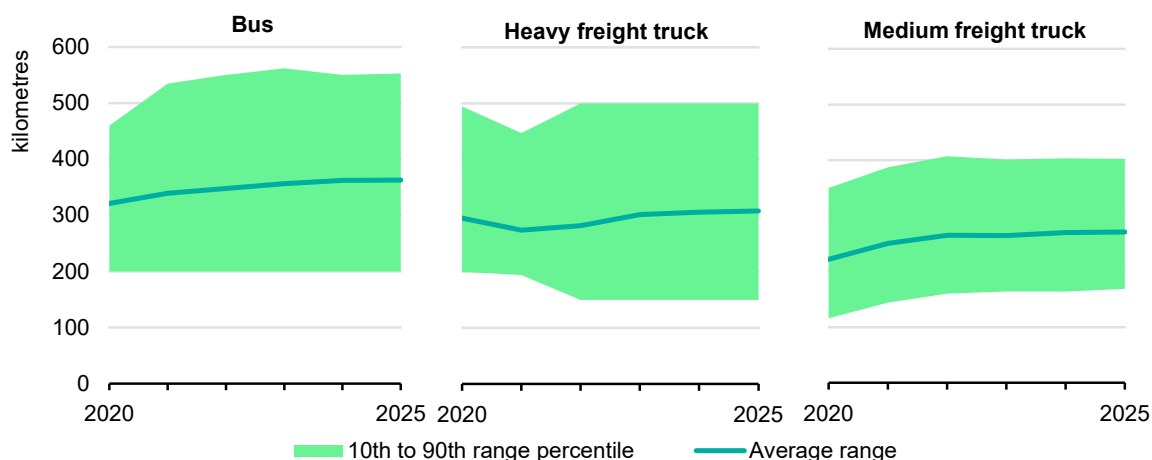 Bus
Heavy freight truck
Medium freight truck
kilometres
600
500
400
300
200
100
0
2020
2025
2020
2025
2020
2025
10th to 90th range percentile
Average range